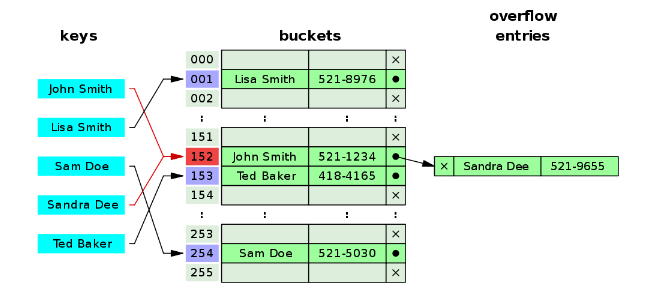 keys
buckets
overflow
entries
John Smith
Lisa Smith
Sam Doe
Sandra Dee
Ted Baker
000 ×
001 Lisa Smith 521-8976 ●
002 ×
: : : :
151 ×
152 John Smith 521-1234 ●
153 Ted Baker 418-4165 ●
154 ×
: : : :
253 ×
254 Sam Doe 521-5030 ●
255 ×
× Sandra Dee 521-9655